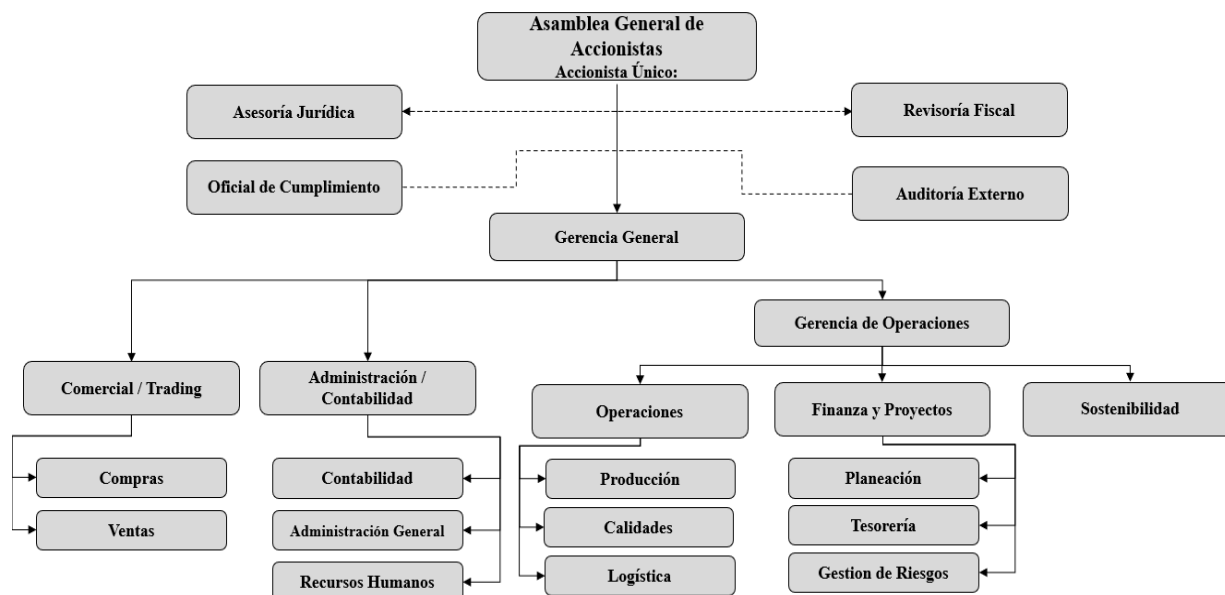 Asamblea General de
Accionistas
Accionista Único:
Asesoría Jurídica
Revisoría Fiscal
Oficial de Cumplimiento
Auditoría Externo
Gerencia General
Gerencia de Operaciones
Comercial / Trading
Administración /
Contabilidad
Operaciones
Finanza y Proyectos
Sostenibilidad
Compras
Contabilidad
Producción
Planeación
Ventas
Administración General
Calidades
Tesorería
Recursos Humanos
Logística
Gestion de Riesgos